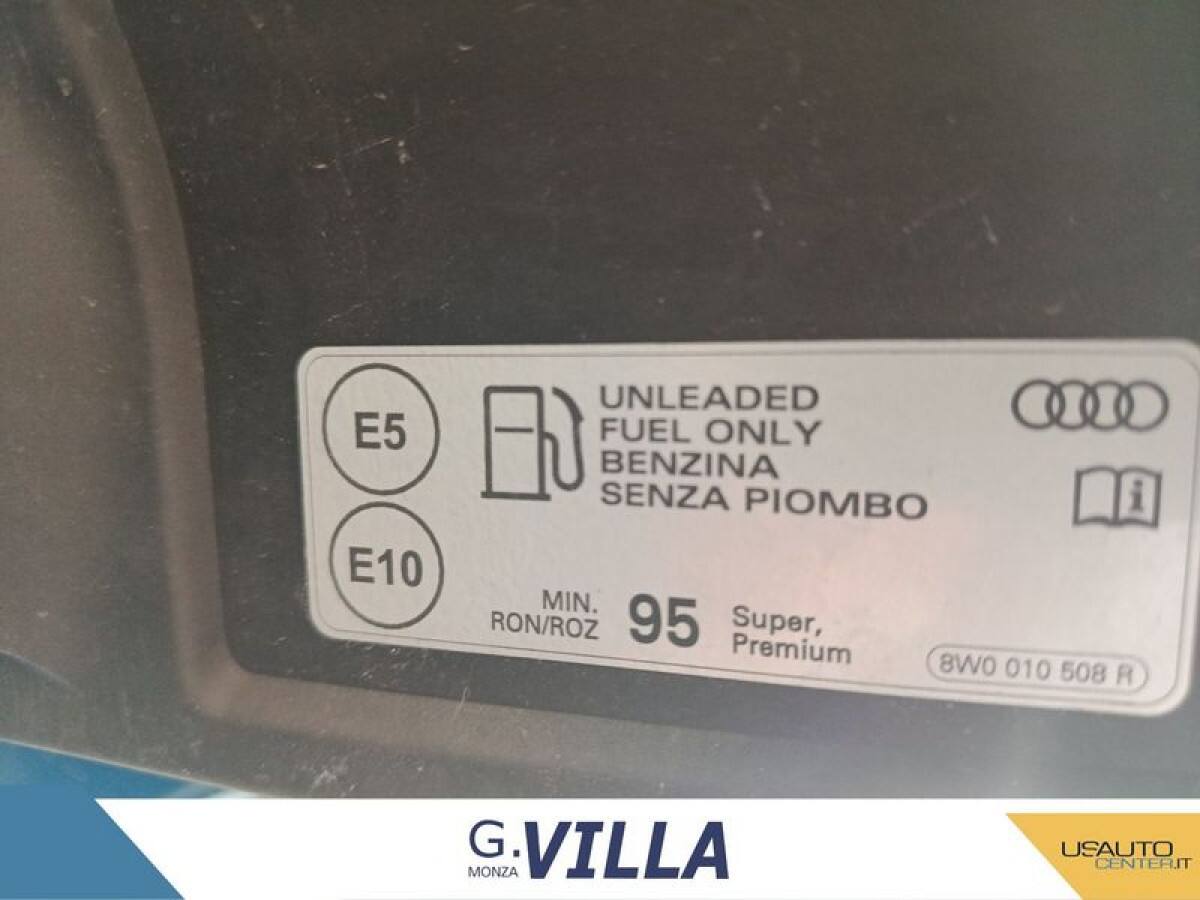 E5
E10
UNLEADED
FUEL ONLY
BENZINA
SENZA PIOMBO
i
MIN.
RON/ROZ
95
Super,
Premium
8W0 010 508 R
G.VILLA
MONZA
USAUTO
CENTER.IT